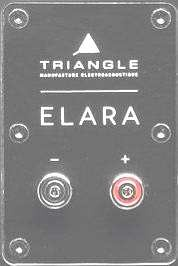 TRIANGLE
MANUFACTURE ELECTROACOUSTIQUE
ELARA
- +